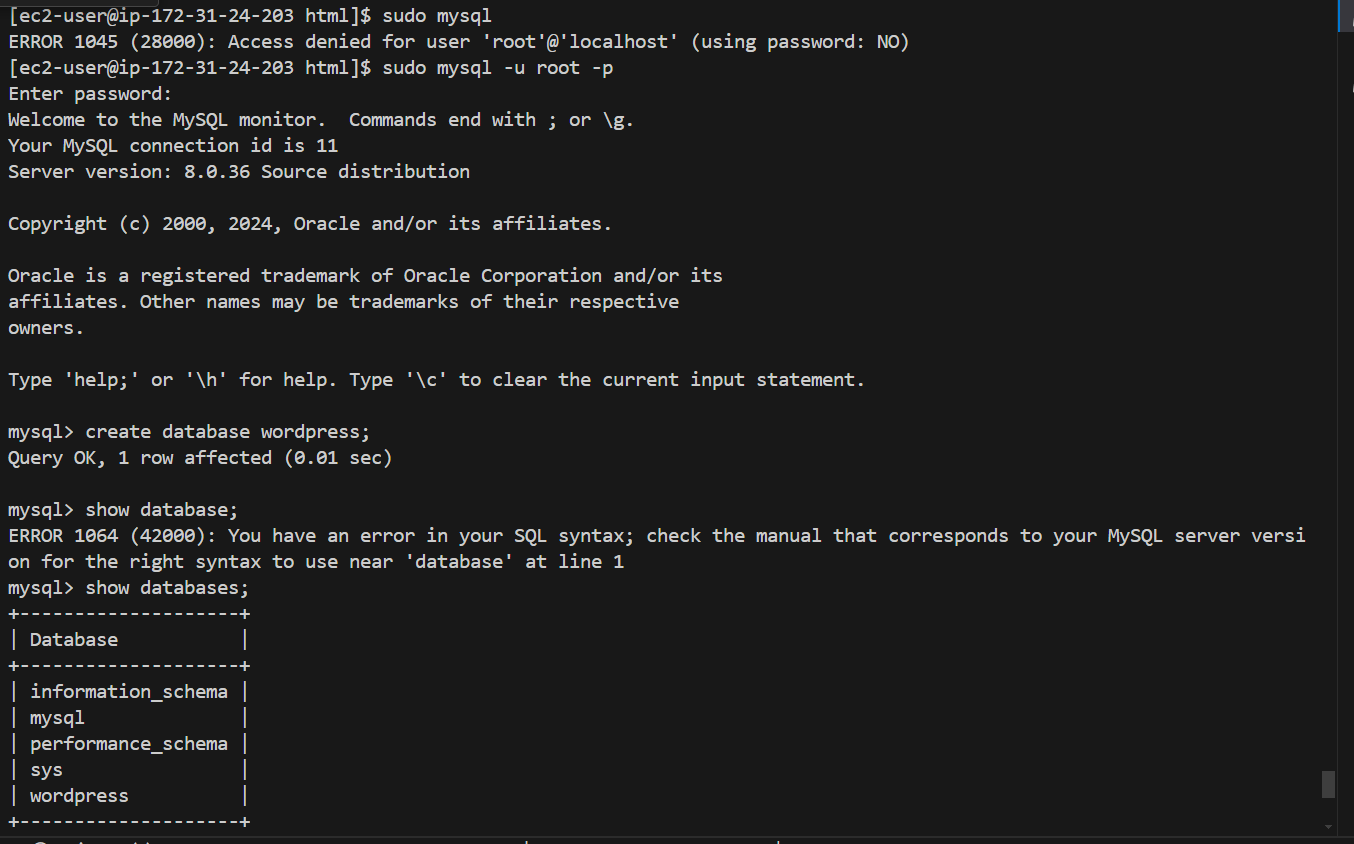 [ec2-user@ip-172-31-24-203 html]$ sudo mysql
ERROR 1045 (28000): Access denied for user 'root'@'localhost' (using password: NO)
[ec2-user@ip-172-31-24-203 html]$ sudo mysql -u root -p
Enter password:
Welcome to the MySQL monitor.  Commands end with ; or \g.
Your MySQL connection id is 11
Server version: 8.0.36 Source distribution

Copyright (c) 2000, 2024, Oracle and/or its affiliates.

Oracle is a registered trademark of Oracle Corporation and/or its
affiliates. Other names may be trademarks of their respective
owners.

Type 'help;' or '\h' for help. Type '\c' to clear the current input statement.

mysql> create database wordpress;
Query OK, 1 row affected (0.01 sec)

mysql> show database;
ERROR 1064 (42000): You have an error in your SQL syntax; check the manual that corresponds to your MySQL server versi
on for the right syntax to use near 'database' at line 1
mysql> show databases;
+--------------------+
| Database           |
+--------------------+
| information_schema |
| mysql              |
| performance_schema |
| sys                |
| wordpress          |
+--------------------+